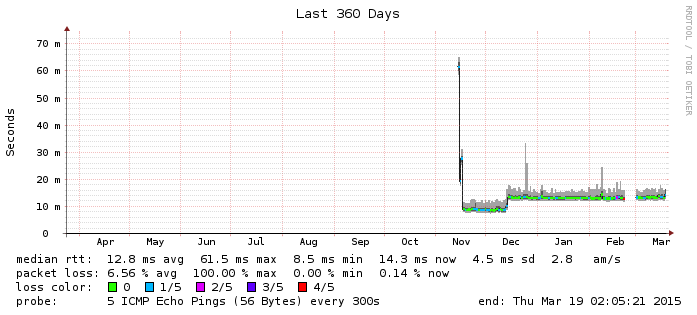 Last 360 Days
RRDTOOL / TOBI OETIKER
Seconds
70 m
60 m
50 m
40 m
30 m
20 m
10 m
0
Apr May Jun Jul Aug Sep Oct Nov Dec Jan Feb Mar
median rtt: 12.8 ms avg 61.5 ms max 8.5 ms min 14.3 ms now 4.5 ms sd 2.8 am/s
packet loss: 6.56 % avg 100.00 % max 0.00 % min 0.14 % now
loss color: 0 1/5 2/5 3/5 4/5
probe: 5 ICMP Echo Pings (56 Bytes) every 300s end: Thu Mar 19 02:05:21 2015